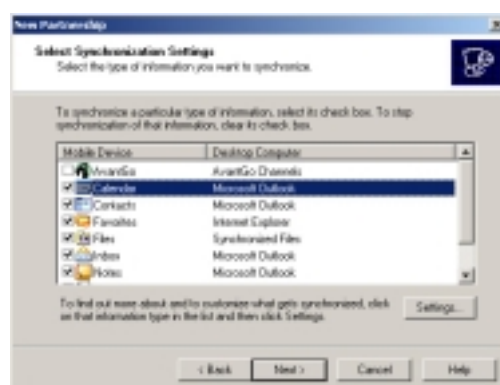 New Partnership
Select Synchronization Settings
Select the type of information you want to synchronize.
To synchronize a particular type of information, select its check box. To stop
synchronization of that information, clear its check box.
Mobile Device Desktop Computer
AvantGo AvantGo Channels
Calendar Microsoft Outlook
Contacts Microsoft Outlook
Favorites Internet Explorer
Files Synchronized Files
Inbox Microsoft Outlook
Notes Microsoft Outlook
To find out more about and to customize what gets synchronized, click
on that information type in the list and then click Settings.
Settings...
< Back Next > Cancel Help